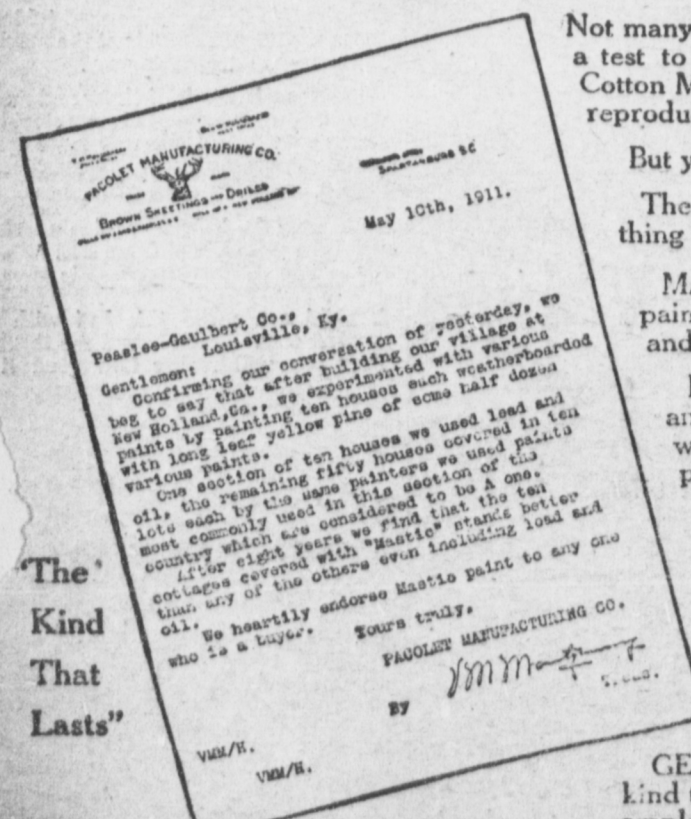 PACOLET MANUFACTURING CO.
BROWN SHEETINGS AND DRILLS
SPARTANBURG SC
May 10th, 1911.
Peaslee-Gaulbert Co.,
Louisville, Ky.
Gentlemen:
Confirming our conversation of yesterday, we
beg to say that after building our village at
New Holland, Ga., we experimented with various
paints by painting ten houses each weatherboarded
with long leaf yellow pine of some half dozen
various paints.
One section of ten houses we used lead and
oil, the remaining fifty houses covered in ten
lots each by the same painters we used paints
most commonly used in this section of the
country which are considered to be A one.
After eight years we find that the ten
cottages covered with "Mastic" stands better
than any of the others even including lead and
oil.
We heartily endorse Mastic paint to any one
who is a buyer.
Yours truly,
PACOLET MANUFACTURING CO.
By
VMM/H.
VMM/H.
"The
Kind
That
Lasts"
Not many
a test to
Cotton M
reprodu
But y
The
thing
MA
pain
and
an
w
P
GE
kind